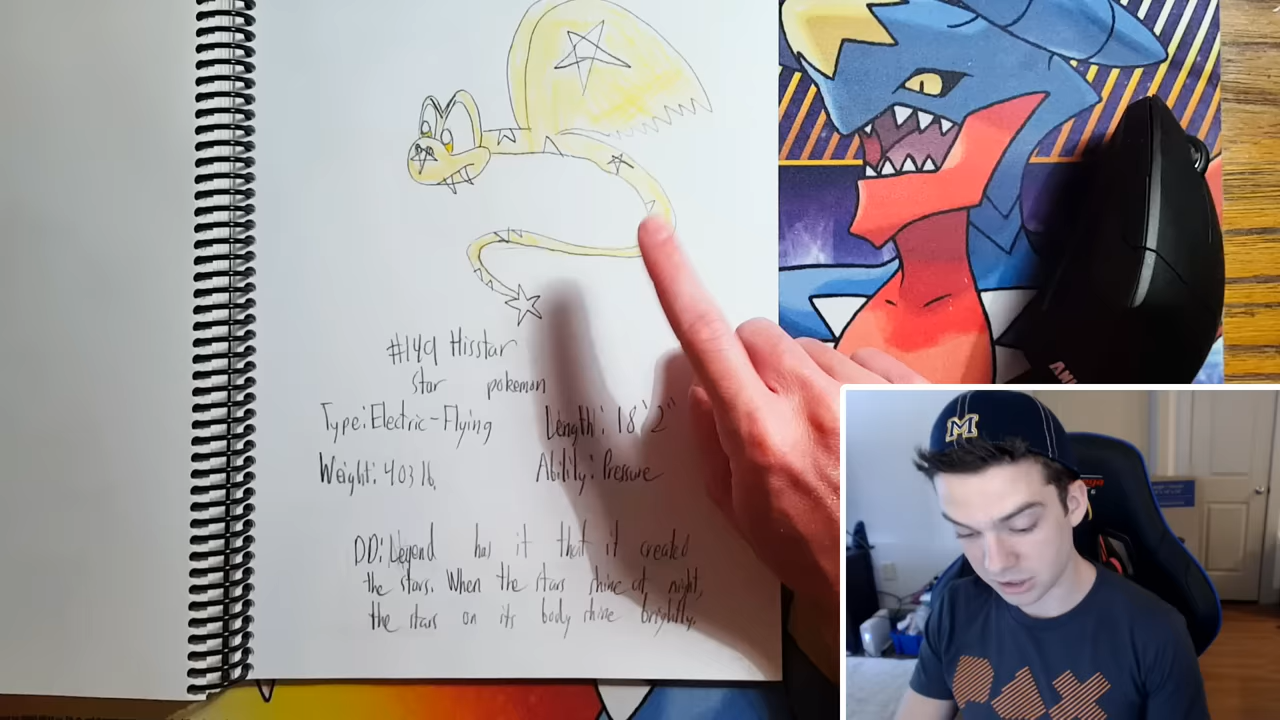 #149 Hisstar
Star pokemon
Type: Electric-Flying
Length: 18' 2"
Weight: 403 lb.
Ability: Pressure
DD: Legend has it that it created
the stars. When the stars shine at night,
the stars on its body shine brightly.
M